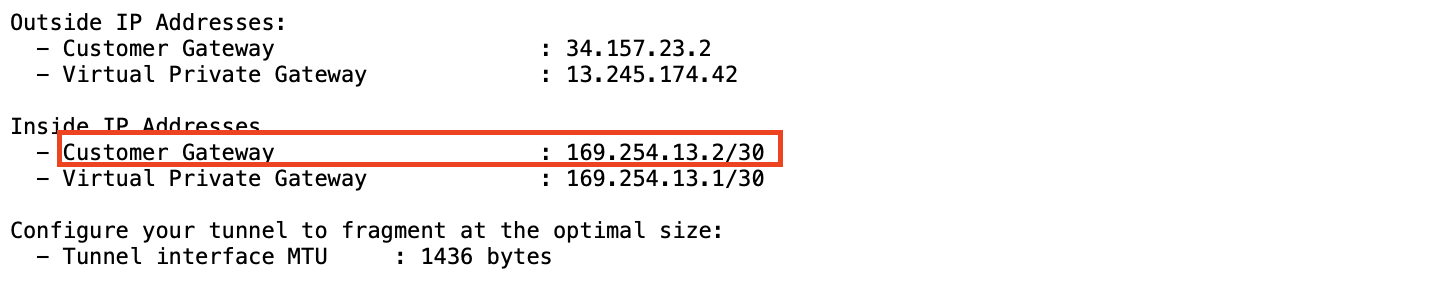 Outside IP Addresses:
- Customer Gateway : 34.157.23.2
- Virtual Private Gateway : 13.245.174.42
Inside IP Addresses
- Customer Gateway : 169.254.13.2/30
- Virtual Private Gateway : 169.254.13.1/30
Configure your tunnel to fragment at the optimal size:
- Tunnel interface MTU : 1436 bytes